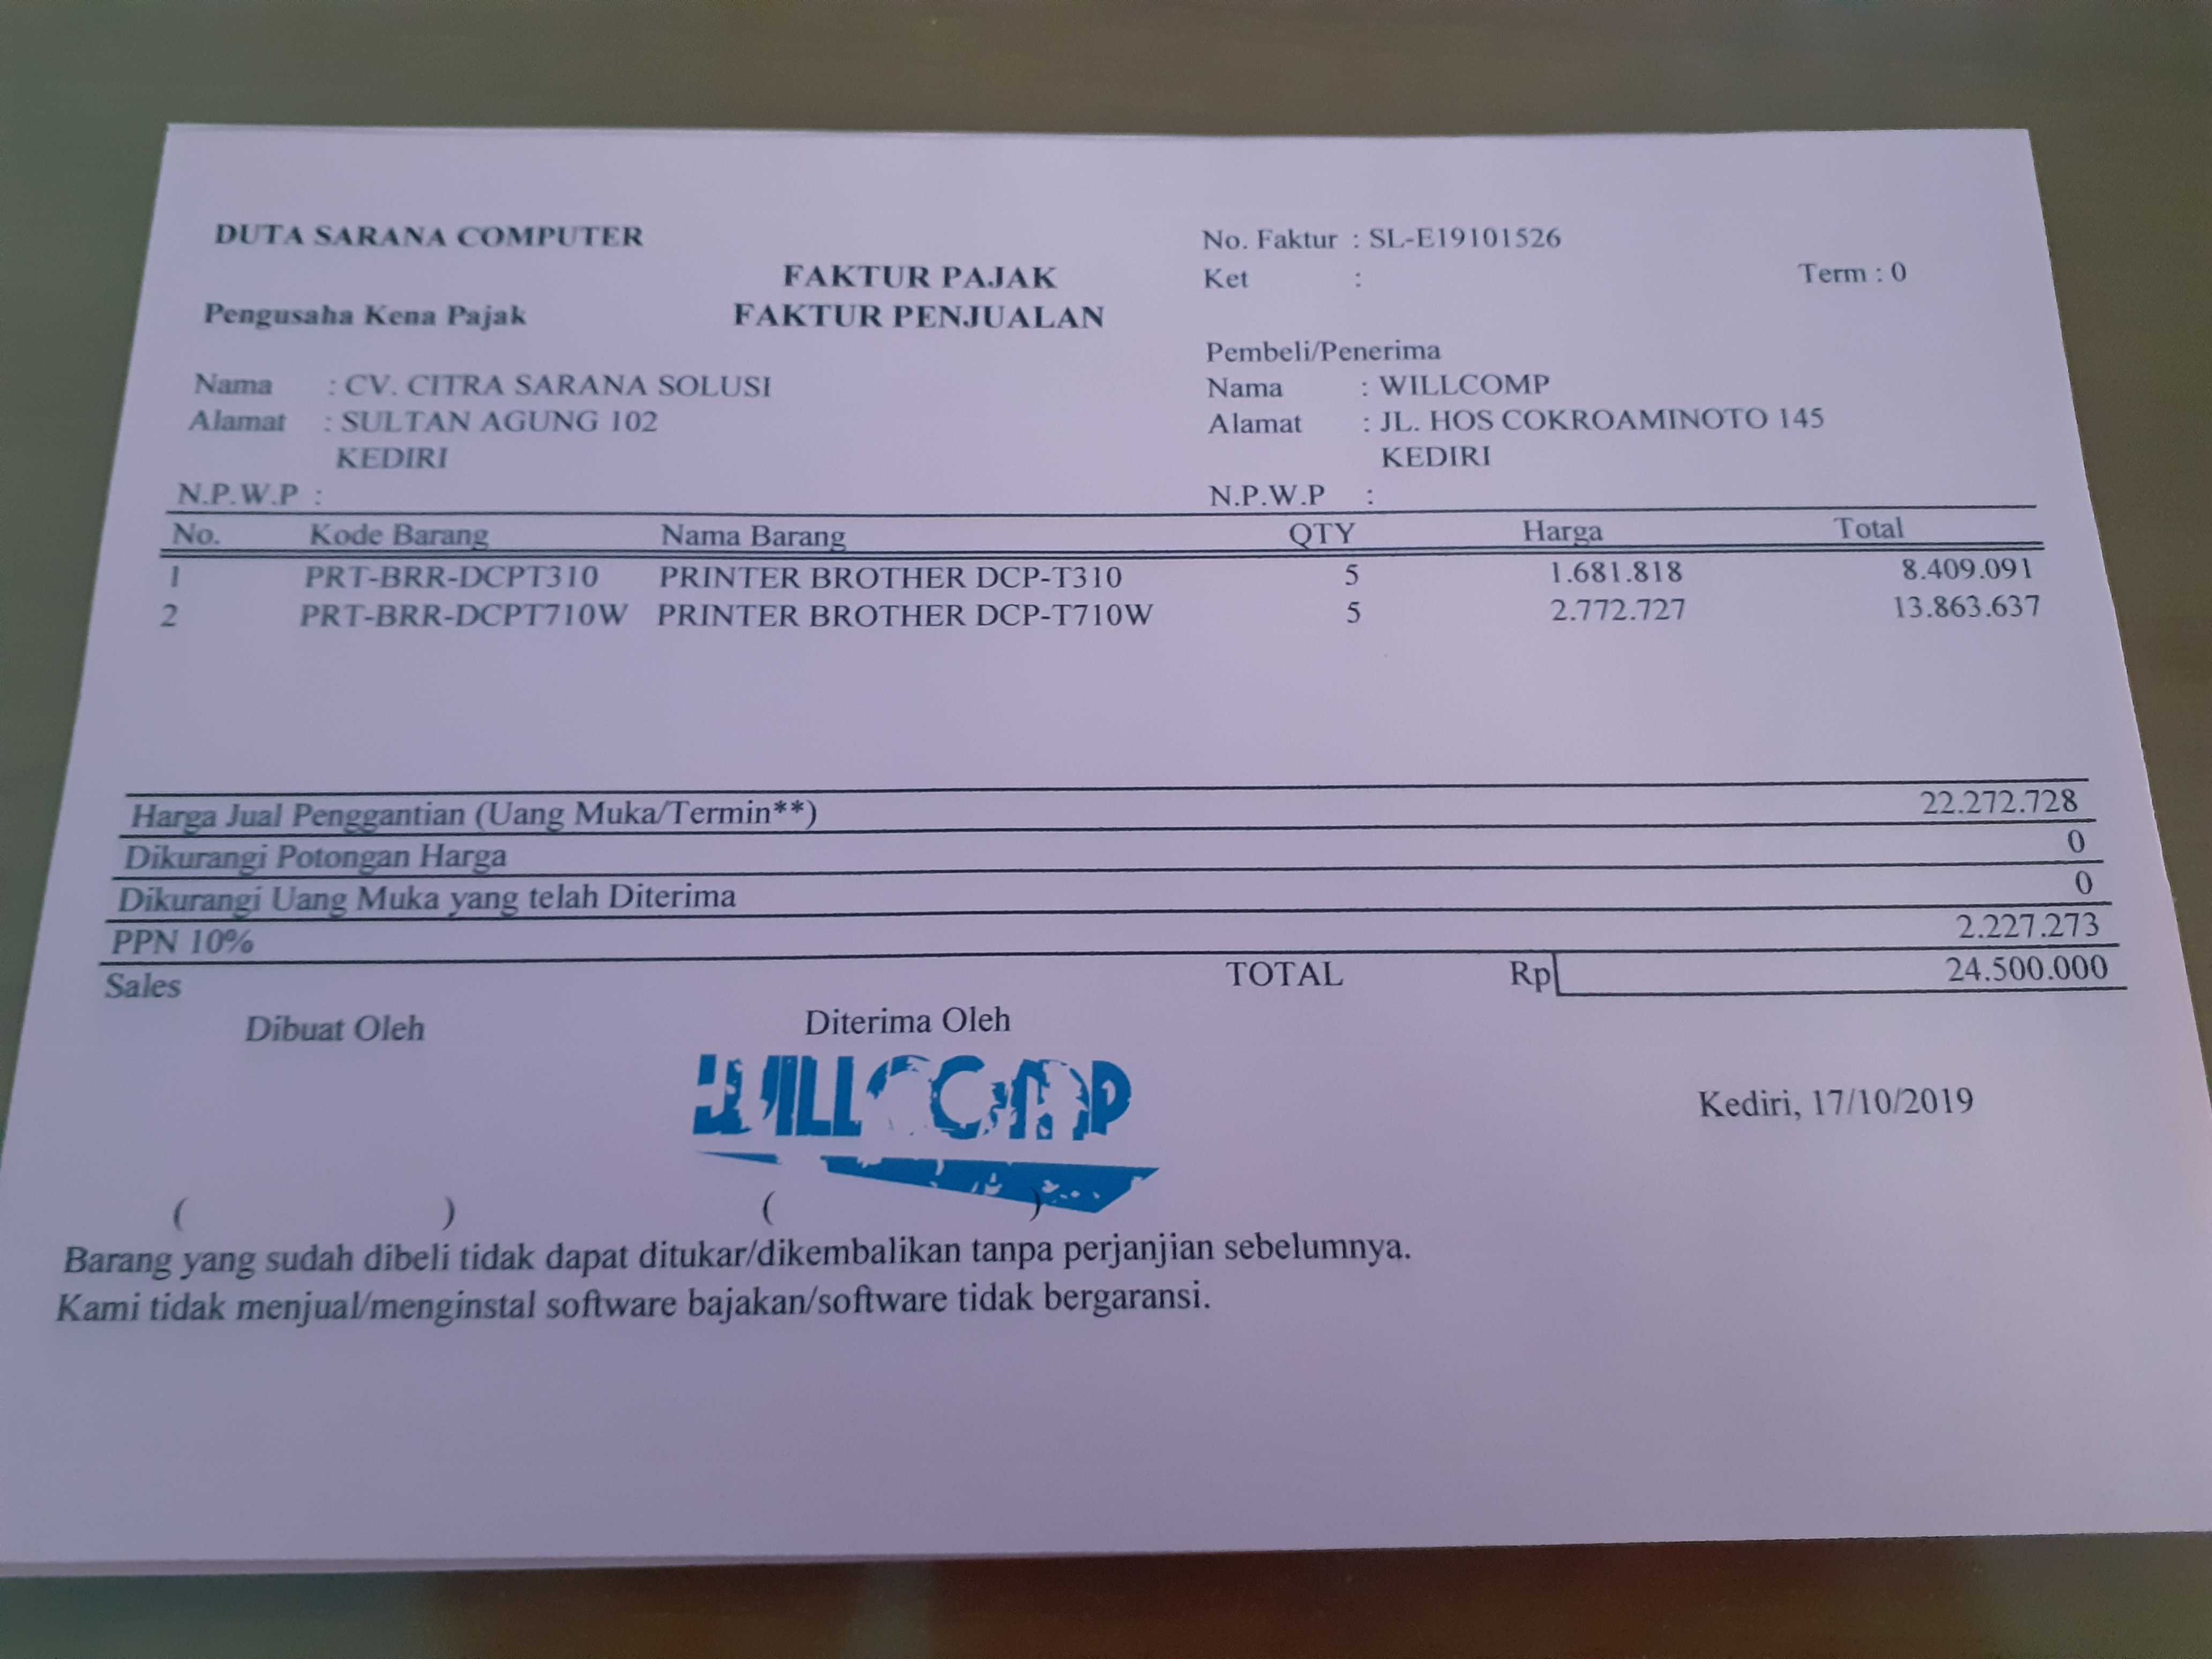 DUTA SARANA COMPUTER
No. Faktur : SL-E19101526
FAKTUR PAJAK
Ket :
Term : 0
Pengusaha Kena Pajak
FAKTUR PENJUALAN
Pembeli/Penerima
Nama : CV. CITRA SARANA SOLUSI
Nama : WILLCOMP
Alamat : SULTAN AGUNG 102
Alamat : JL. HOS COKROAMINOTO 145
KEDIRI
KEDIRI
N.P.W.P :
N.P.W.P :
No. Kode Barang Nama Barang QTY Harga Total
1 PRT-BRR-DCPT310 PRINTER BROTHER DCP-T310 5 1.681.818 8.409.091
2 PRT-BRR-DCPT710W PRINTER BROTHER DCP-T710W 5 2.772.727 13.863.637
Harga Jual Penggantian (Uang Muka/Termin**) 22.272.728
Dikurangi Potongan Harga 0
Dikurangi Uang Muka yang telah Diterima 0
PPN 10% 2.227.273
Sales TOTAL Rp 24.500.000
Dibuat Oleh Diterima Oleh
WILLCOMP
Kediri, 17/10/2019
( ) ( )
Barang yang sudah dibeli tidak dapat ditukar/dikembalikan tanpa perjanjian sebelumnya.
Kami tidak menjual/menginstal software bajakan/software tidak bergaransi.